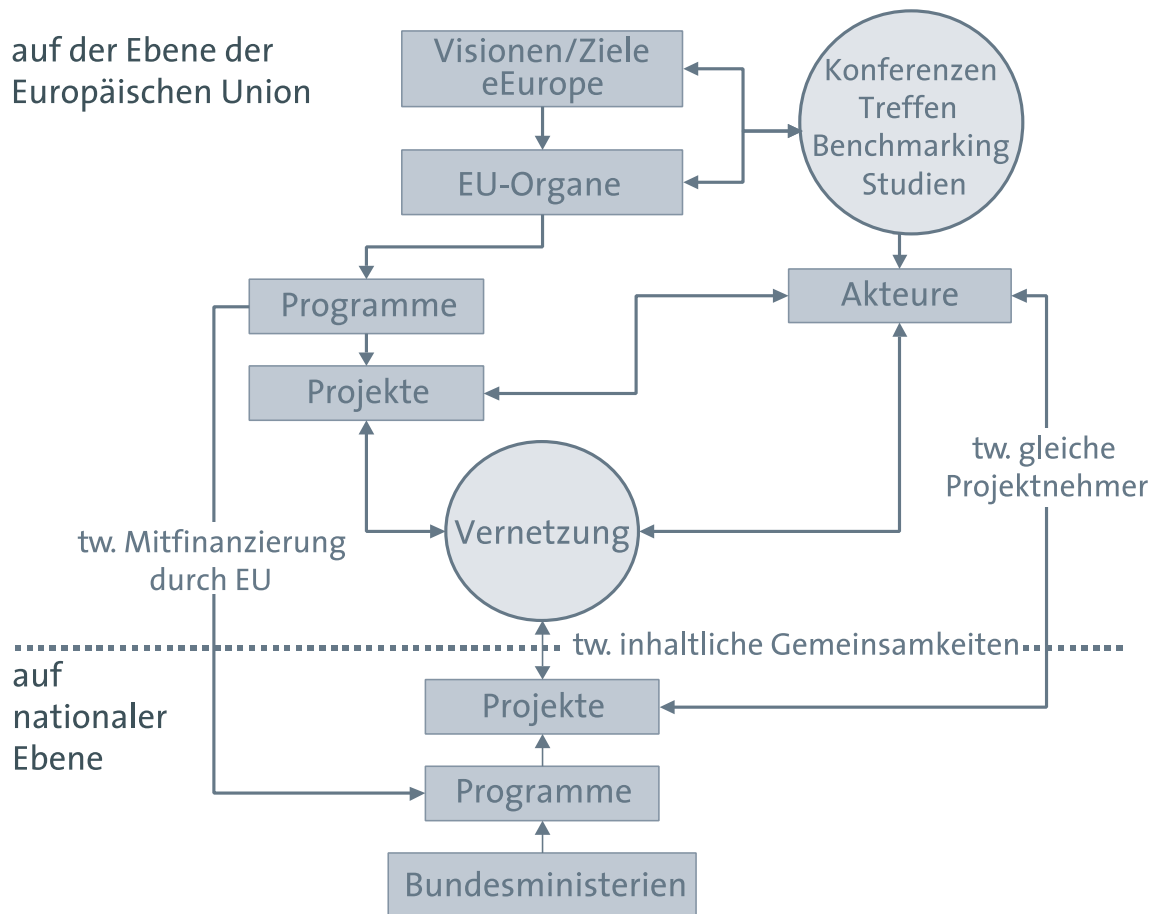 auf der Ebene der
Europäischen Union
Visionen/Ziele
eEurope
Konferenzen
Treffen
Benchmarking
Studien
EU-Organe
Programme
Akteure
Projekte
tw. gleiche
Projektnehmer
Vernetzung
tw. Mitfinanzierung
durch EU
tw. inhaltliche Gemeinsamkeiten
auf
nationaler
Ebene
Projekte
Programme
Bundesministerien